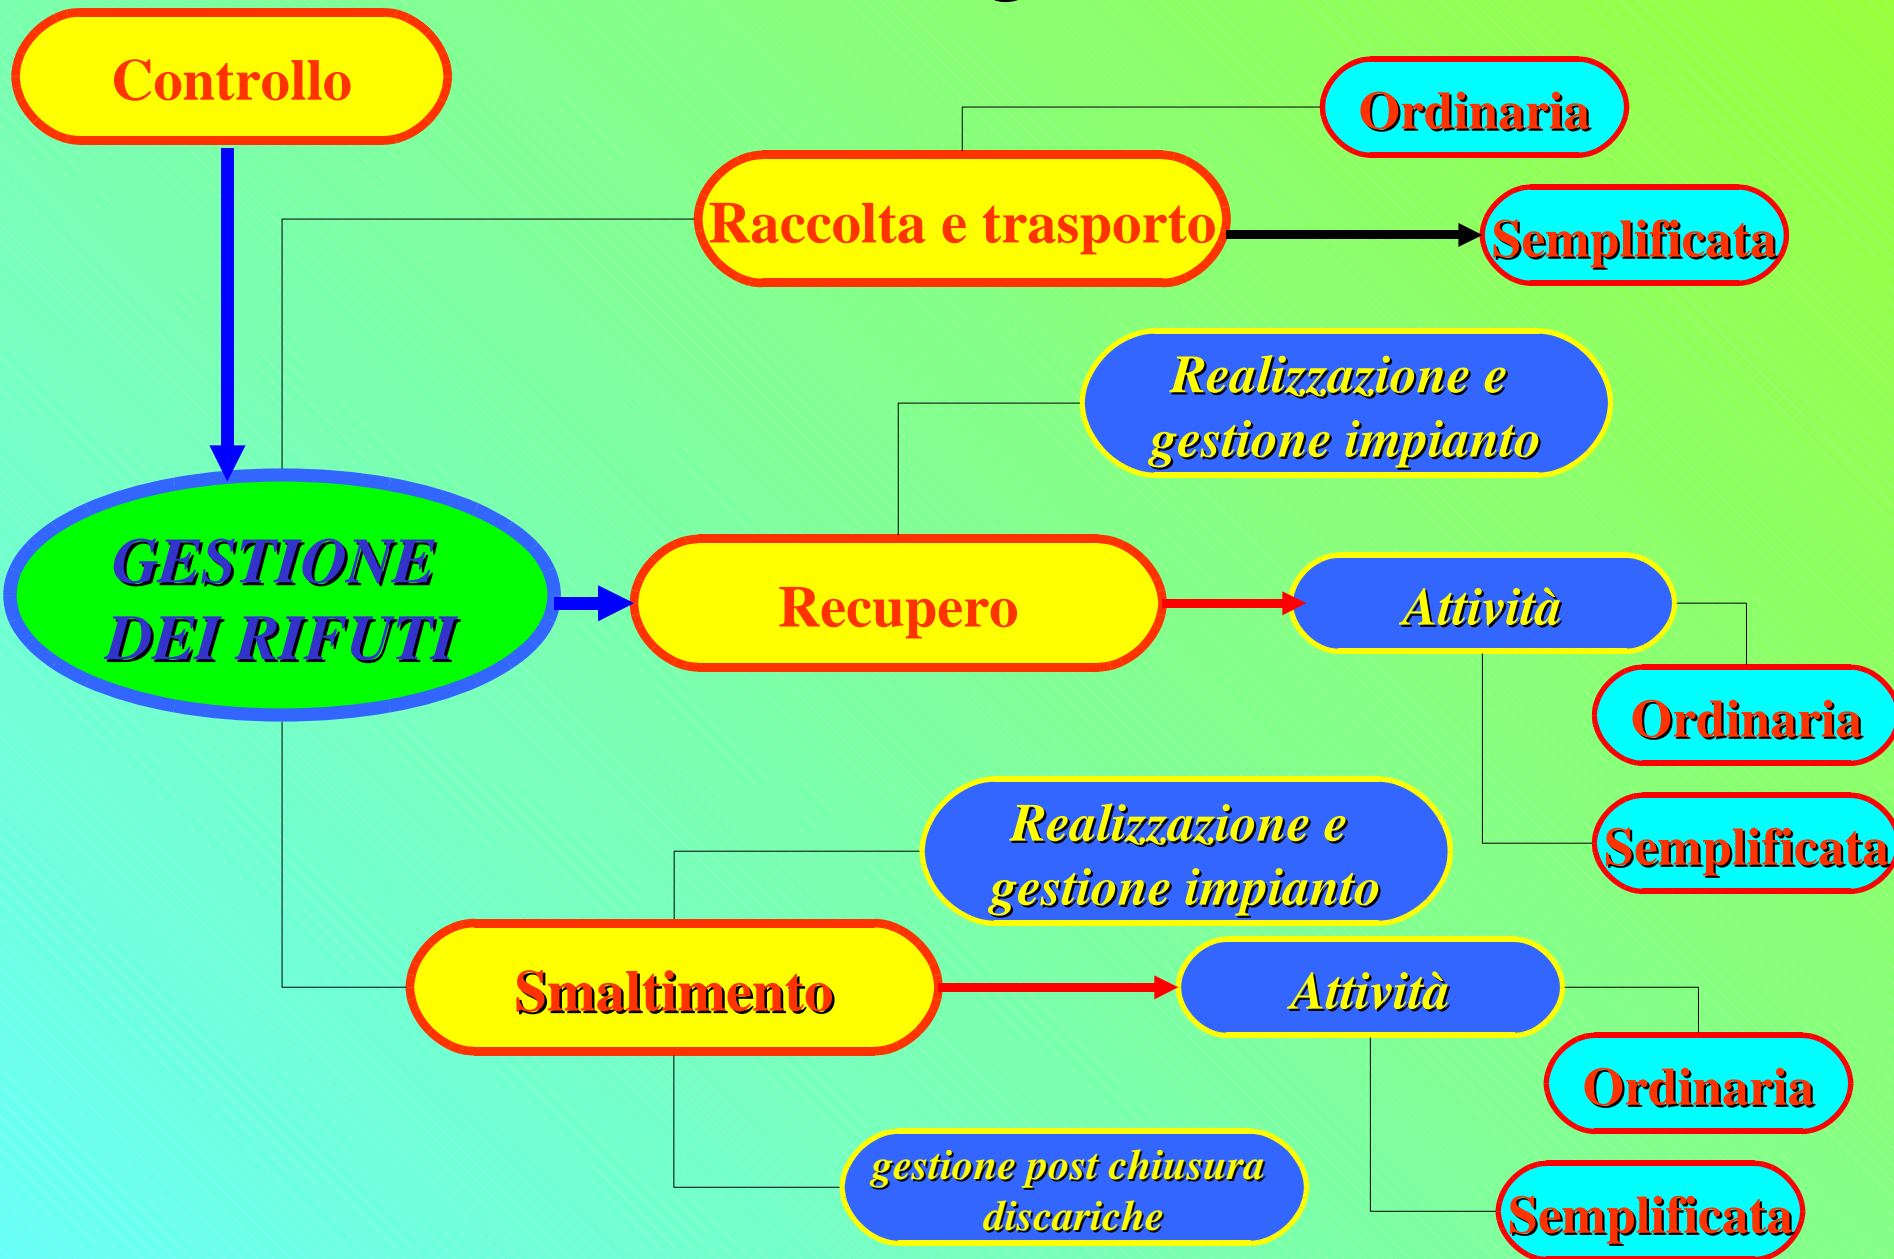 Controllo
Ordinaria
Raccolta e trasporto
Semplificata
Realizzazione e
gestione impianto
GESTIONE
DEI RIFUTI
Recupero
Attività
Ordinaria
Semplificata
Realizzazione e
gestione impianto
Smaltimento
Attività
Ordinaria
gestione post chiusura
discariche
Semplificata